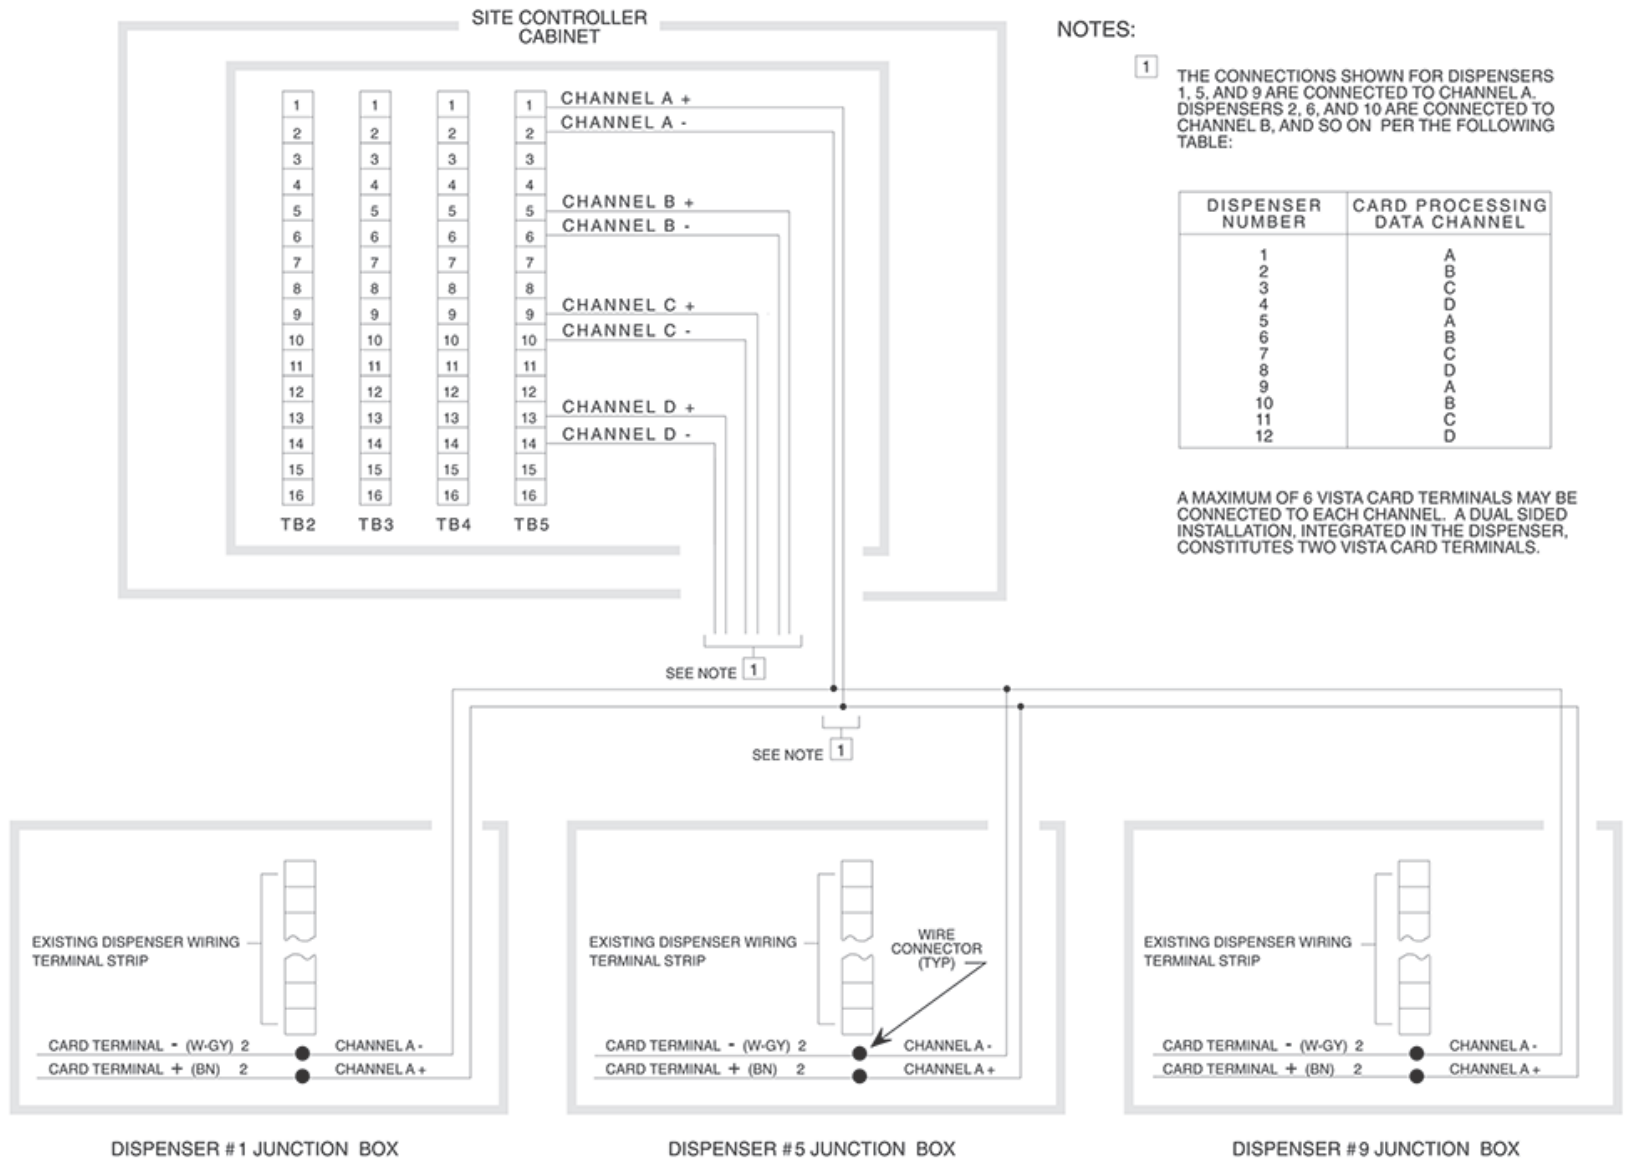 SITE CONTROLLER
CABINET
1 1 1 1 CHANNEL A +
2 2 2 2 CHANNEL A -
3 3 3 3
4 4 4 4
5 5 5 5 CHANNEL B +
6 6 6 6 CHANNEL B -
7 7 7 7
8 8 8 8
9 9 9 9 CHANNEL C +
10 10 10 10 CHANNEL C -
11 11 11 11
12 12 12 12
13 13 13 13 CHANNEL D +
14 14 14 14 CHANNEL D -
15 15 15 15
16 16 16 16
TB2 TB3 TB4 TB5
NOTES:
1
THE CONNECTIONS SHOWN FOR DISPENSERS
1, 5, AND 9 ARE CONNECTED TO CHANNEL A.
DISPENSERS 2, 6, AND 10 ARE CONNECTED TO
CHANNEL B, AND SO ON PER THE FOLLOWING
TABLE:
DISPENSER CARD PROCESSING
NUMBER DATA CHANNEL
1 A
2 B
3 C
4 D
5 A
6 B
7 C
8 D
9 A
10 B
11 C
12 D
A MAXIMUM OF 6 VISTA CARD TERMINALS MAY BE
CONNECTED TO EACH CHANNEL. A DUAL SIDED
INSTALLATION, INTEGRATED IN THE DISPENSER,
CONSTITUTES TWO VISTA CARD TERMINALS.
SEE NOTE 1
SEE NOTE 1
EXISTING DISPENSER WIRING
TERMINAL STRIP
CARD TERMINAL - (W-GY) 2 CHANNEL A -
CARD TERMINAL + (BN) 2 CHANNEL A +
DISPENSER #1 JUNCTION BOX
EXISTING DISPENSER WIRING
TERMINAL STRIP
WIRE
CONNECTOR
(TYP)
CARD TERMINAL - (W-GY) 2 CHANNEL A -
CARD TERMINAL + (BN) 2 CHANNEL A +
DISPENSER #5 JUNCTION BOX
EXISTING DISPENSER WIRING
TERMINAL STRIP
CARD TERMINAL - (W-GY) 2 CHANNEL A -
CARD TERMINAL + (BN) 2 CHANNEL A +
DISPENSER #9 JUNCTION BOX